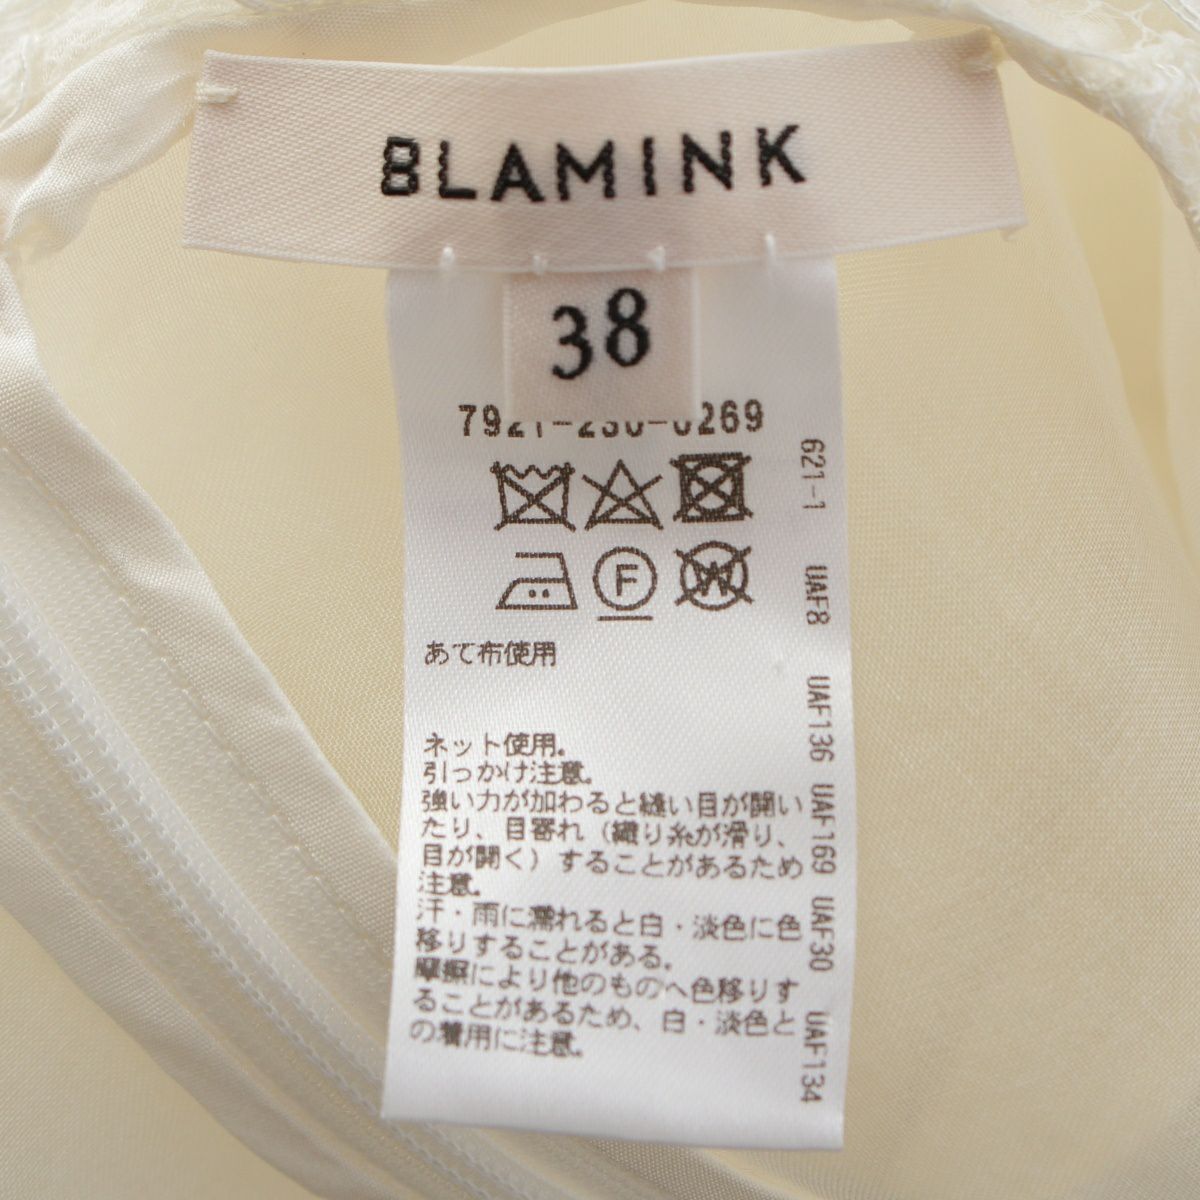 BLAMINK
38
7921-230-0269
F
W
あて布使用
ネット使用。
引っかけ注意。
強い力が加わると縫い目が開い
たり、目寄れ（織り糸が滑り、
目が開く）することがあるため
注意。
汗・雨に濡れると白・淡色に色
移りすることがある。
摩擦により他のものへ色移りす
ることがあるため、白・淡色と
の着用に注意。
621-1 UAF8 UAF136 UAF169 UAF30 UAF134